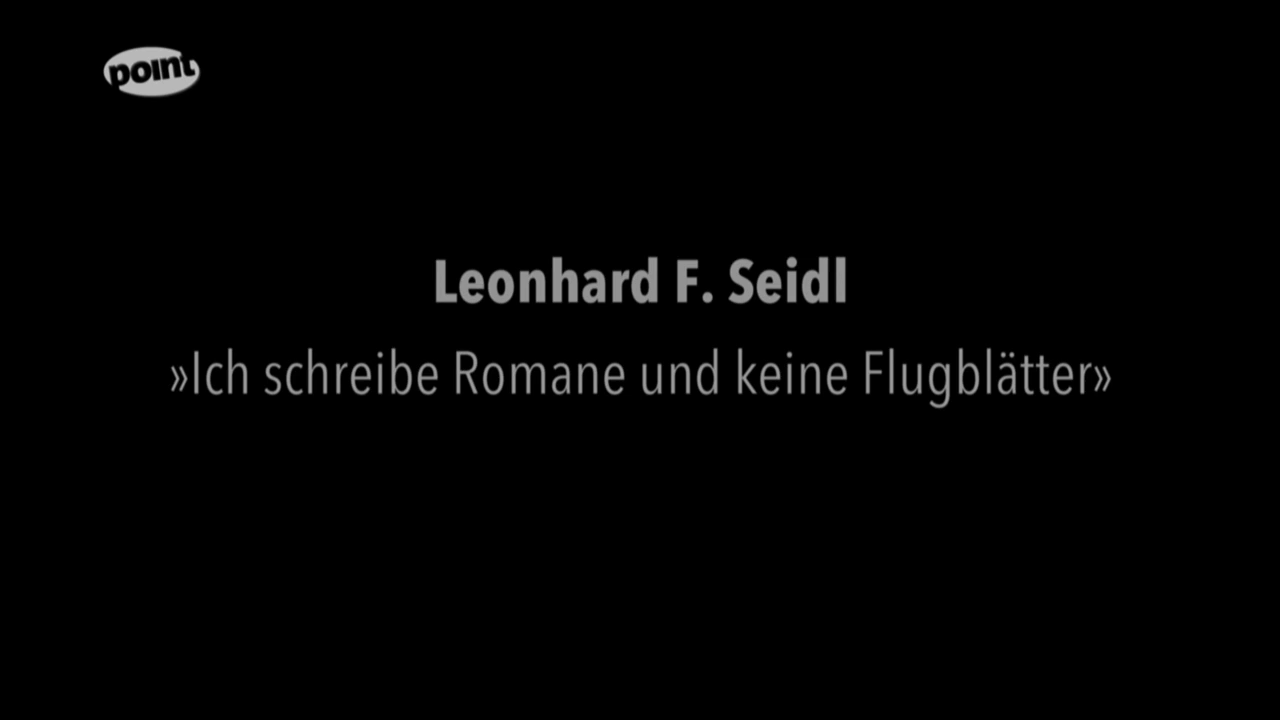 point
Leonhard F. Seidl
»Ich schreibe Romane und keine Flugblätter»